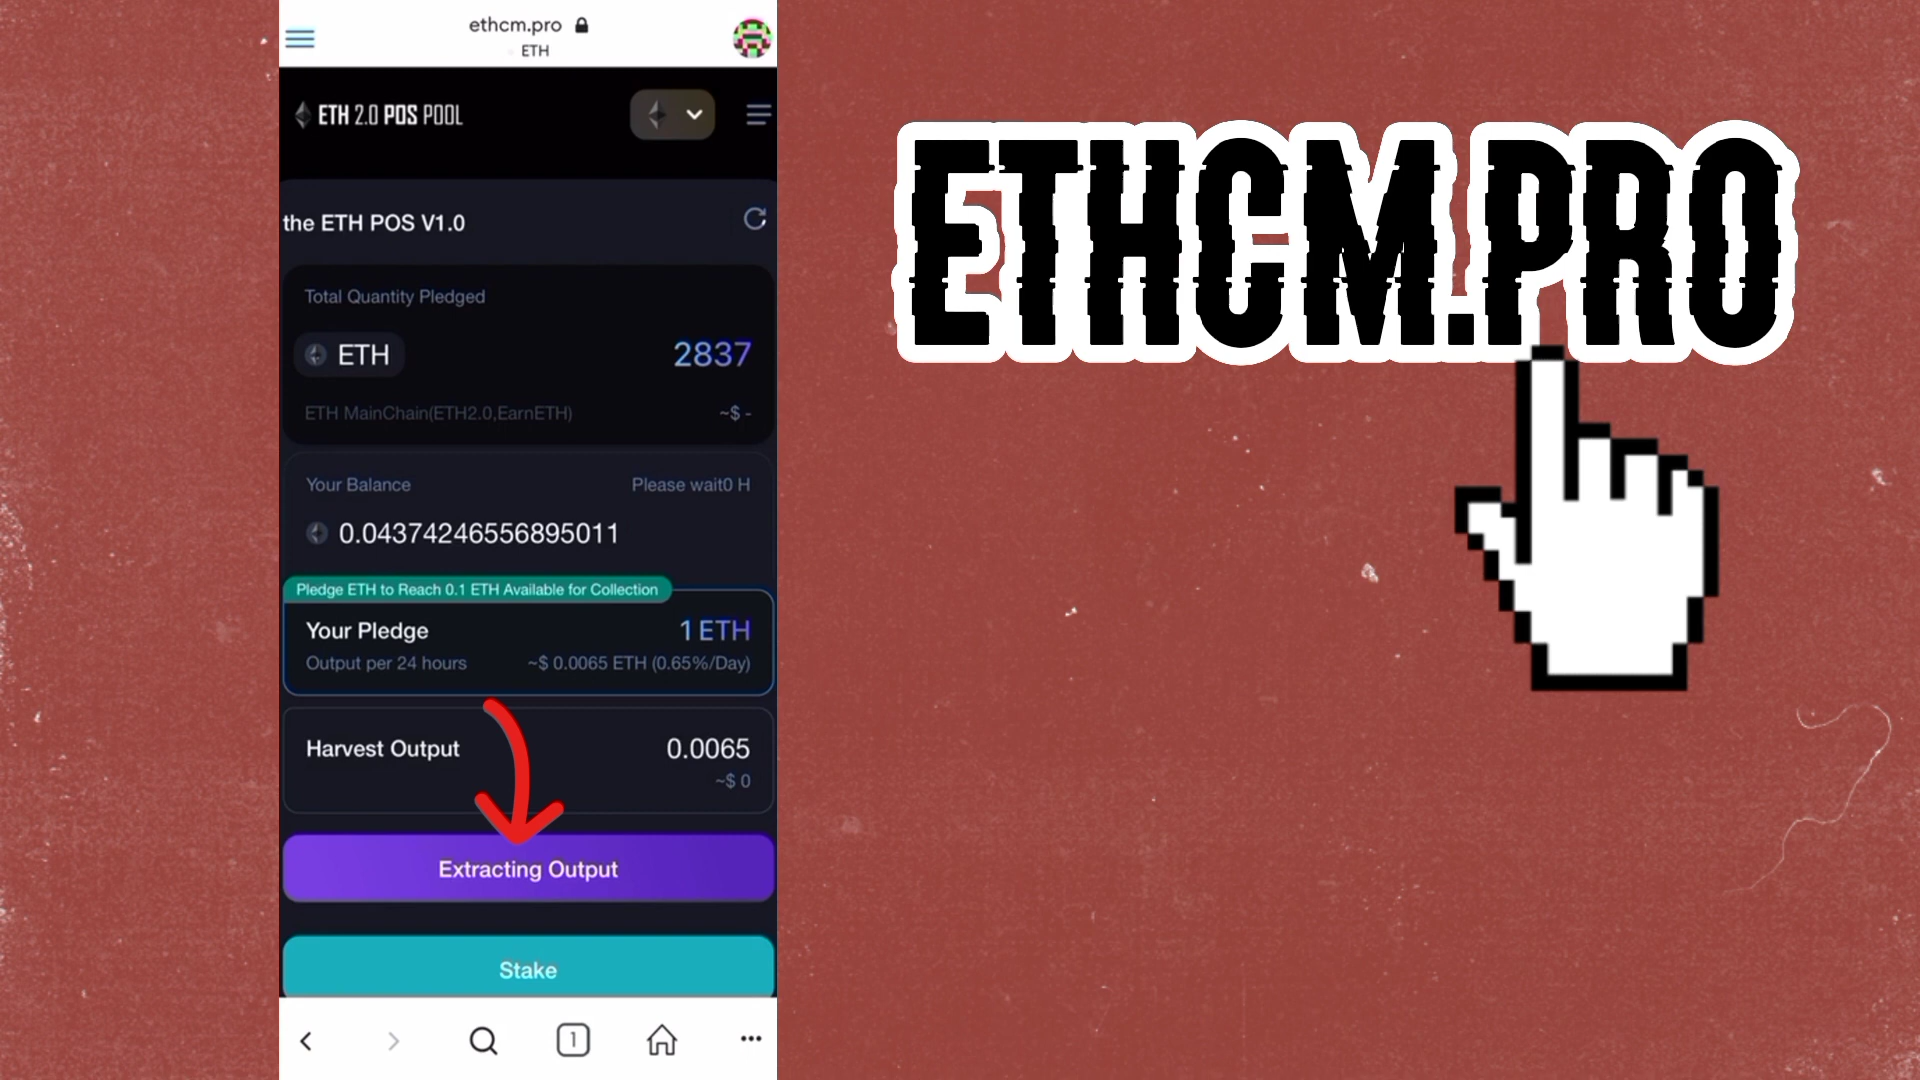 ethcm.pro
ETH
ETH 2.0 POS POOL
the ETH POS V1.0
Total Quantity Pledged
ETH 2837
ETH MainChain(ETH2.0,EarnETH) ~$ -
Your Balance Please wait0 H
0.04374246556895011
Pledge ETH to Reach 0.1 ETH Available for Collection
Your Pledge 1 ETH
Output per 24 hours ~$ 0.0065 ETH (0.65%/Day)
Harvest Output 0.0065
~$ 0
Extracting Output
Stake
1
ETHCM.PRO